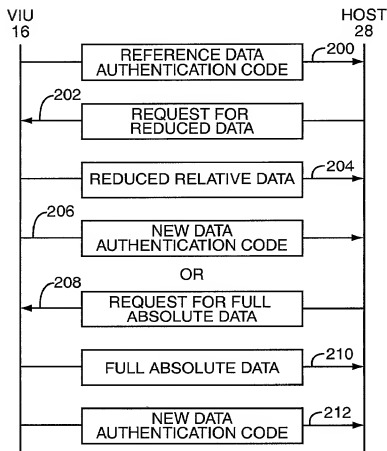 VIU
16
HOST
28
REFERENCE DATA
AUTHENTICATION CODE
200
202
REQUEST FOR
REDUCED DATA
REDUCED RELATIVE DATA
204
206
NEW DATA
AUTHENTICATION CODE
OR
208
REQUEST FOR FULL
ABSOLUTE DATA
FULL ABSOLUTE DATA
210
NEW DATA
AUTHENTICATION CODE
212